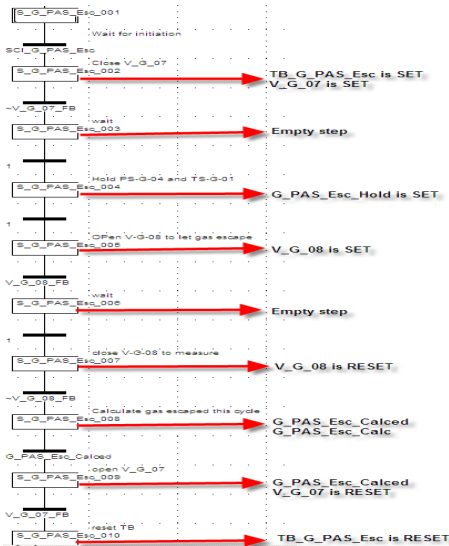 S_G_PAS_Esc_001
Wait for initiation
SCI_G_PAS_Esc
Close V_G_07
S_G_PAS_Esc_002
TB_G_PAS_Esc is SET
V_G_07 is SET
~V_G_07_FB
wait
S_G_PAS_Esc_003
Empty step
1
Hold PS-G-04 and TS-G-01
S_G_PAS_Esc_004
G_PAS_Esc_Hold is SET
1
OPen V-G-08 to let gas escape
S_G_PAS_Esc_005
V_G_08 is SET
V_G_08_FB
wait
S_G_PAS_Esc_006
Empty step
1
close V-G-08 to measure
S_G_PAS_Esc_007
V_G_08 is RESET
~V_G_08_FB
Calculate gas escaped this cycle
S_G_PAS_Esc_008
G_PAS_Esc_Calced
G_PAS_Esc_Calc
G_PAS_Esc_Calced
open V_G_07
S_G_PAS_Esc_009
G_PAS_Esc_Calced
V_G_07 is RESET
V_G_07_FB
reset TB
S_G_PAS_Esc_010
TB_G_PAS_Esc is RESET